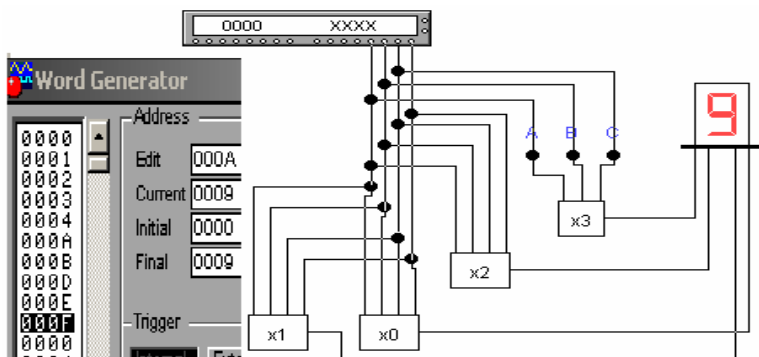 0000 XXXX
Word Generator
0000
0001
0002
0003
0004
000A
000B
000D
000E
000F
0000
Address
Edit 000A
Current 0009
Initial 0000
Final 0009
Trigger
A B C
9
x3
x2
x1
x0